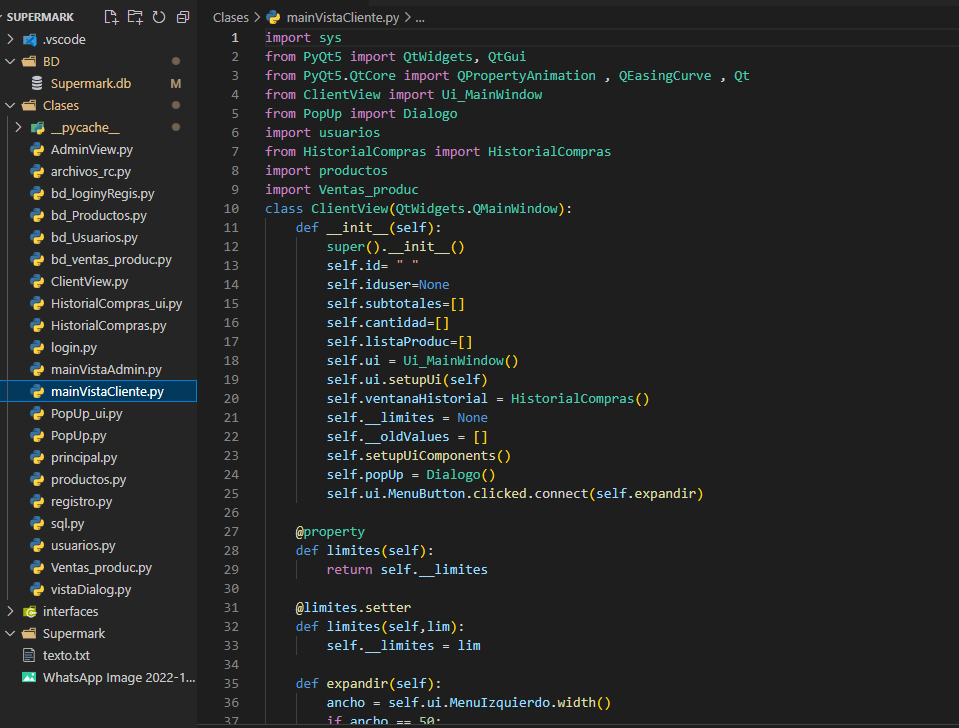 SUPERMARK
.vscode
BD
Supermark.db M
Clases
__pycache__
AdminView.py
archivos_rc.py
bd_loginyRegis.py
bd_Productos.py
bd_Usuarios.py
bd_ventas_produc.py
ClientView.py
HistorialCompras_ui.py
HistorialCompras.py
login.py
mainVistaAdmin.py
mainVistaCliente.py
PopUp_ui.py
PopUp.py
principal.py
productos.py
registro.py
sql.py
usuarios.py
Ventas_produc.py
vistaDialog.py
interfaces
Supermark
texto.txt
WhatsApp Image 2022-1...
Clases > mainVistaCliente.py > ...
1 import sys
2 from PyQt5 import QtWidgets, QtGui
3 from PyQt5.QtCore import QPropertyAnimation , QEasingCurve , Qt
4 from ClientView import Ui_MainWindow
5 from PopUp import Dialogo
6 import usuarios
7 from HistorialCompras import HistorialCompras
8 import productos
9 import Ventas_produc
10 class ClientView(QtWidgets.QMainWindow):
11     def __init__(self):
12         super().__init__()
13         self.id= " "
14         self.iduser=None
15         self.subtotales=[]
16         self.cantidad=[]
17         self.listaProduc=[]
18         self.ui = Ui_MainWindow()
19         self.ui.setupUi(self)
20         self.ventanaHistorial = HistorialCompras()
21         self.__limites = None
22         self.__oldValues = []
23         self.setupUiComponents()
24         self.popUp = Dialogo()
25         self.ui.MenuButton.clicked.connect(self.expandir)
26
27     @property
28     def limites(self):
29         return self.__limites
30
31     @limites.setter
32     def limites(self,lim):
33         self.__limites = lim
34
35     def expandir(self):
36         ancho = self.ui.MenuIzquierdo.width()
37         if ancho == 50: